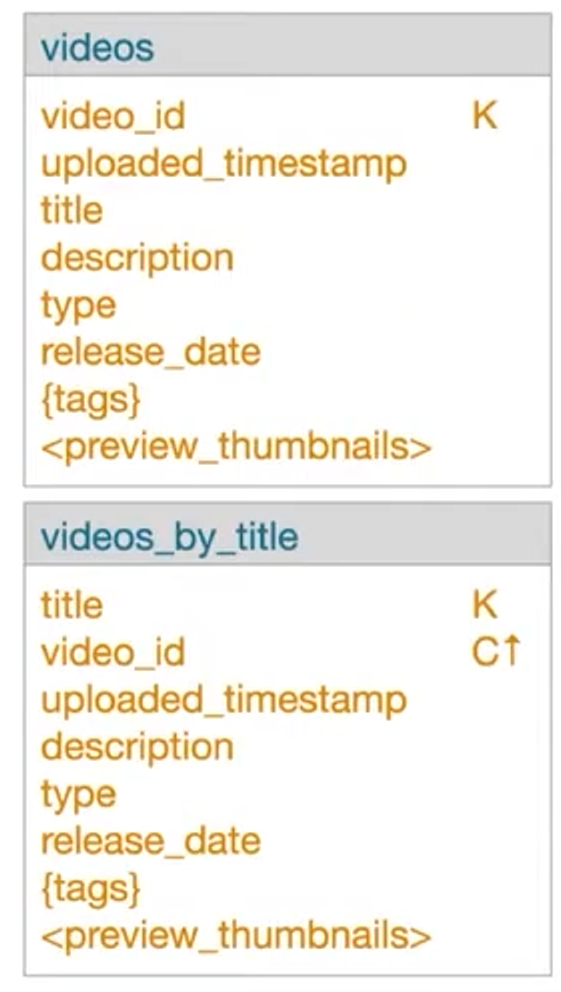 videos
video_id K
uploaded_timestamp
title
description
type
release_date
{tags}
<preview_thumbnails>
videos_by_title
title K
video_id C↑
uploaded_timestamp
description
type
release_date
{tags}
<preview_thumbnails>